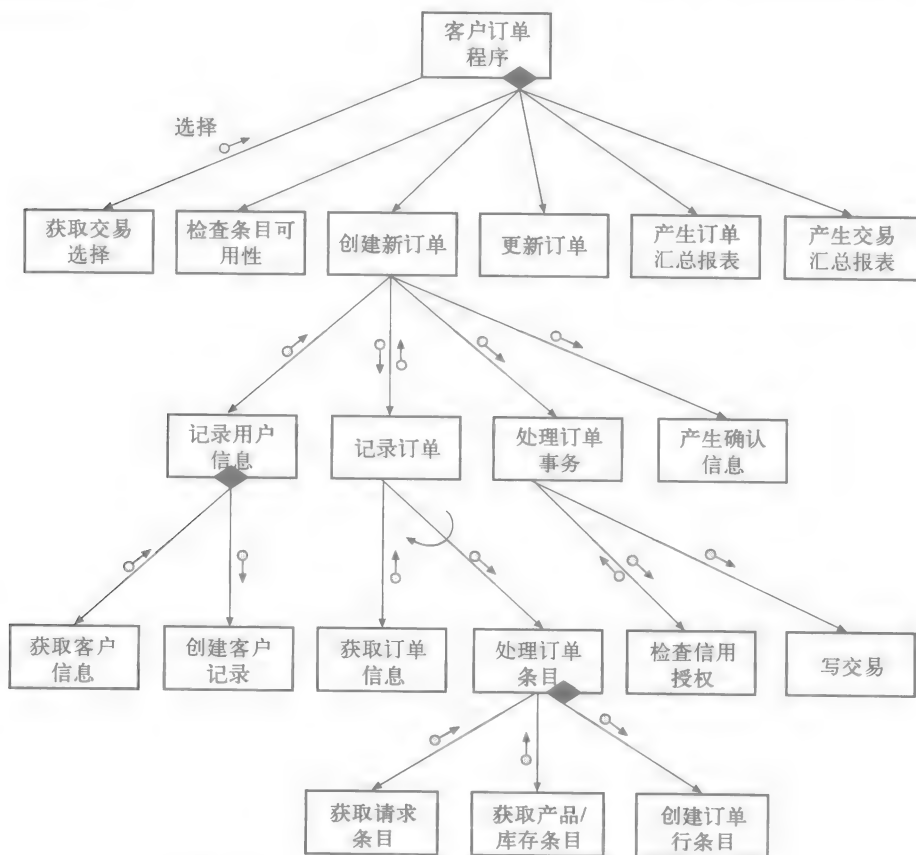 客户订单
程序
选择
获取交易
选择
检查条目可
用性
创建新订单
更新订单
产生订单
汇总报表
产生交易
汇总报表
记录用户
信息
记录订单
处理订单
事务
产生确认
信息
获取客户
信息
创建客户
记录
获取订单
信息
处理订单
条目
检查信用
授权
写交易
获取请求
条目
获取产品/
库存条目
创建订单
行条目